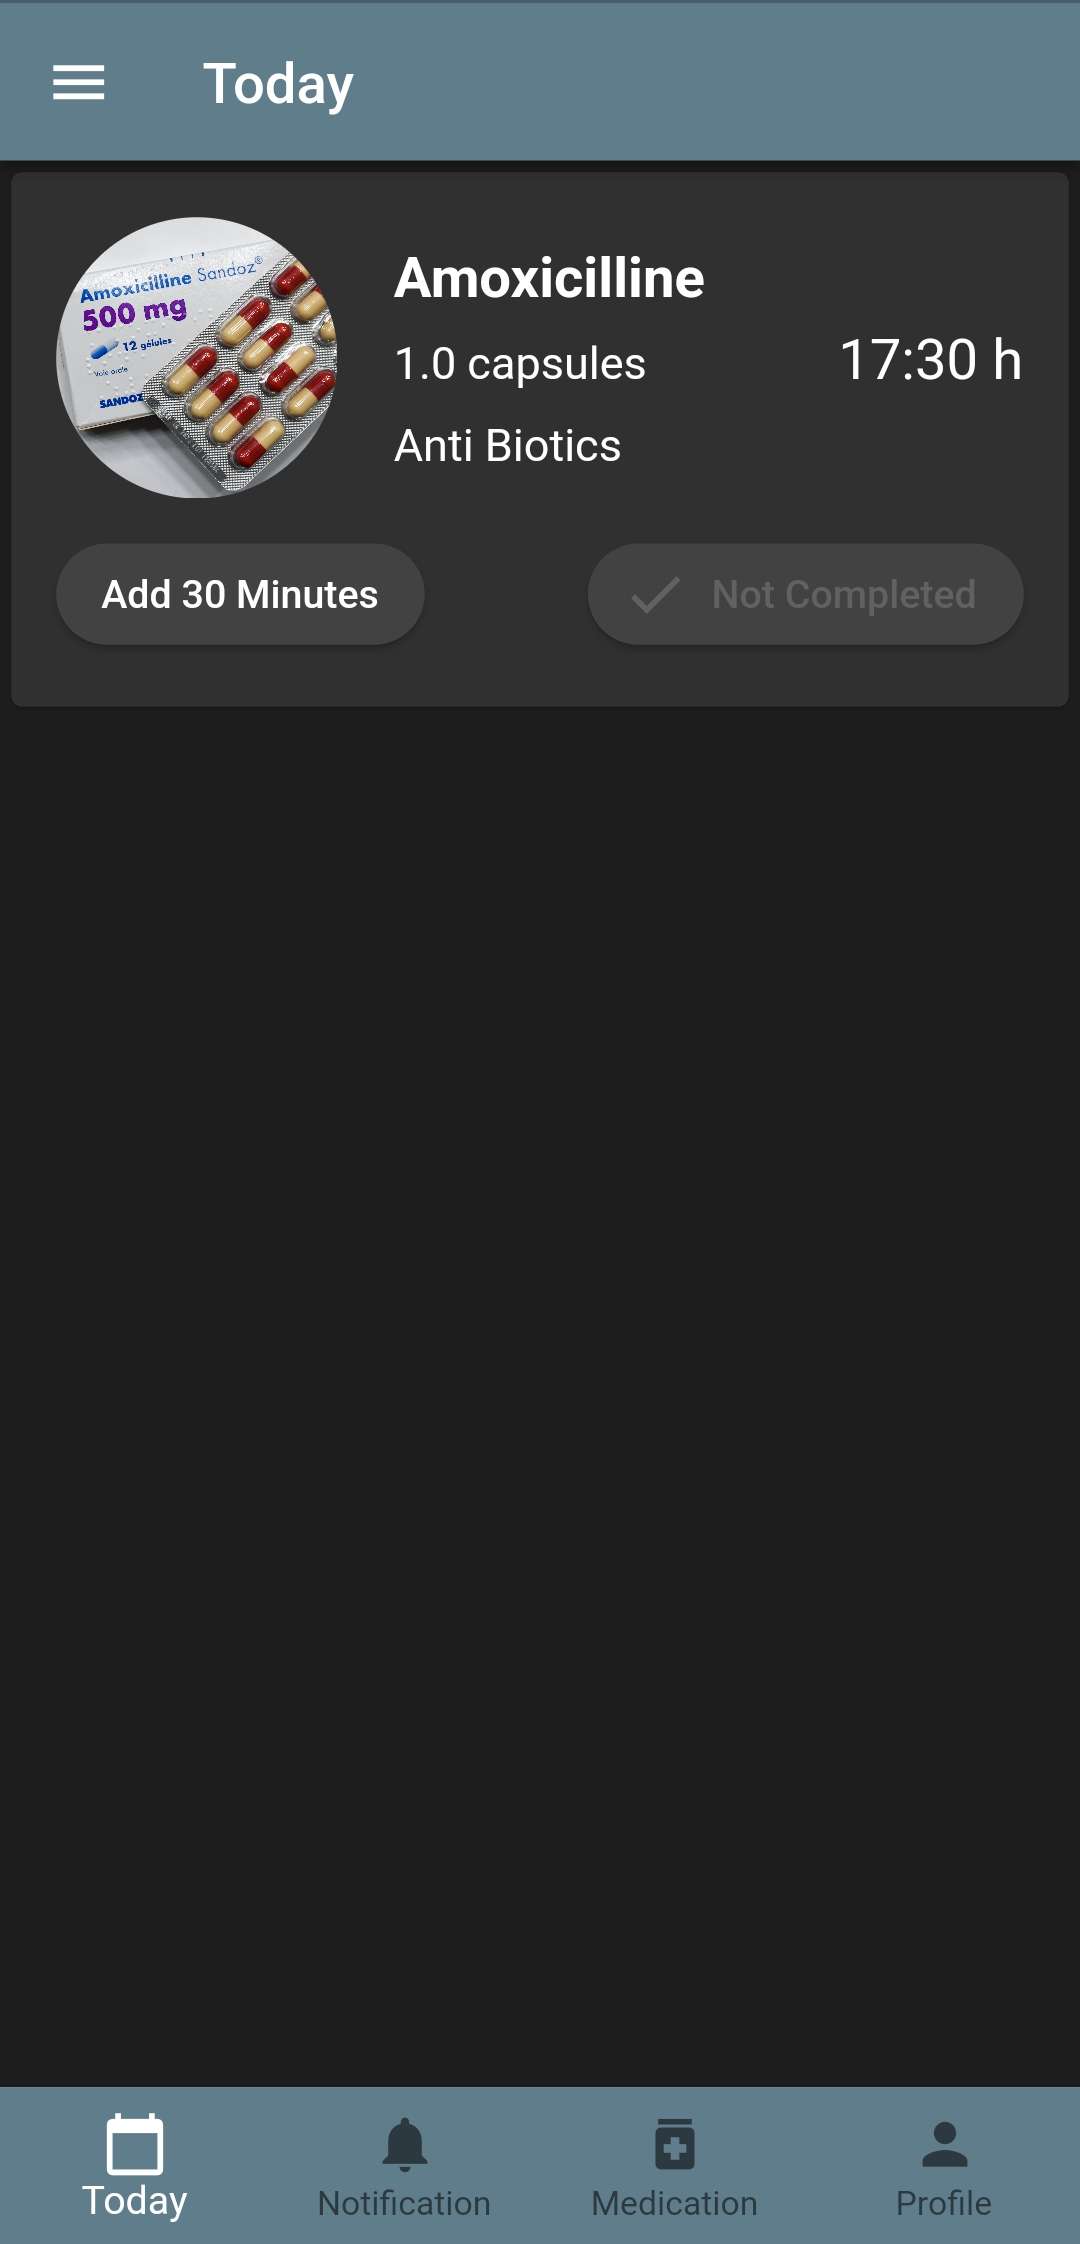 Today
Amoxicilline Sandoz®
500 mg
12 gélules
Voie orale
SANDOZ
Amoxicilline
1.0 capsules
17:30 h
Anti Biotics
Add 30 Minutes
Not Completed
Today
Notification
Medication
Profile